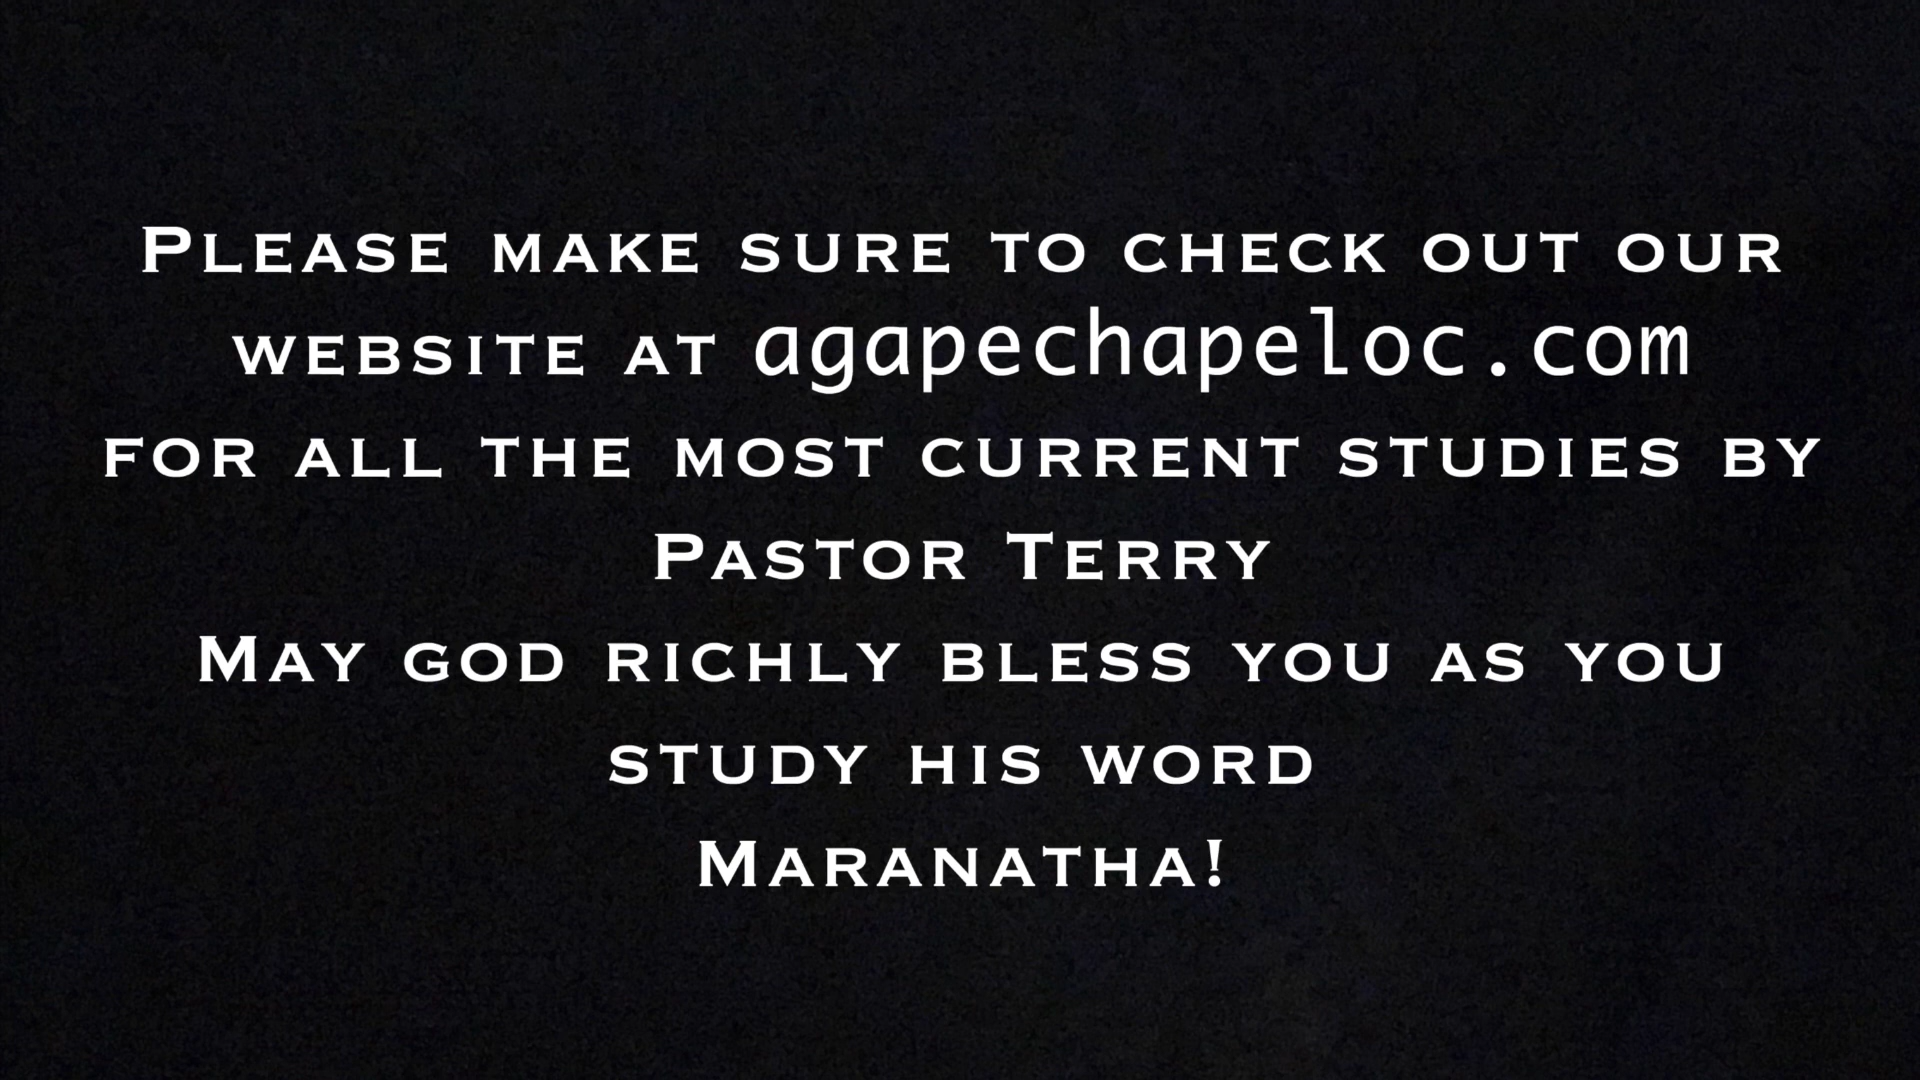 Please make sure to check out our
website at agapechapeloc.com
for all the most current studies by
Pastor Terry
May god richly bless you as you
study his word
Maranatha!